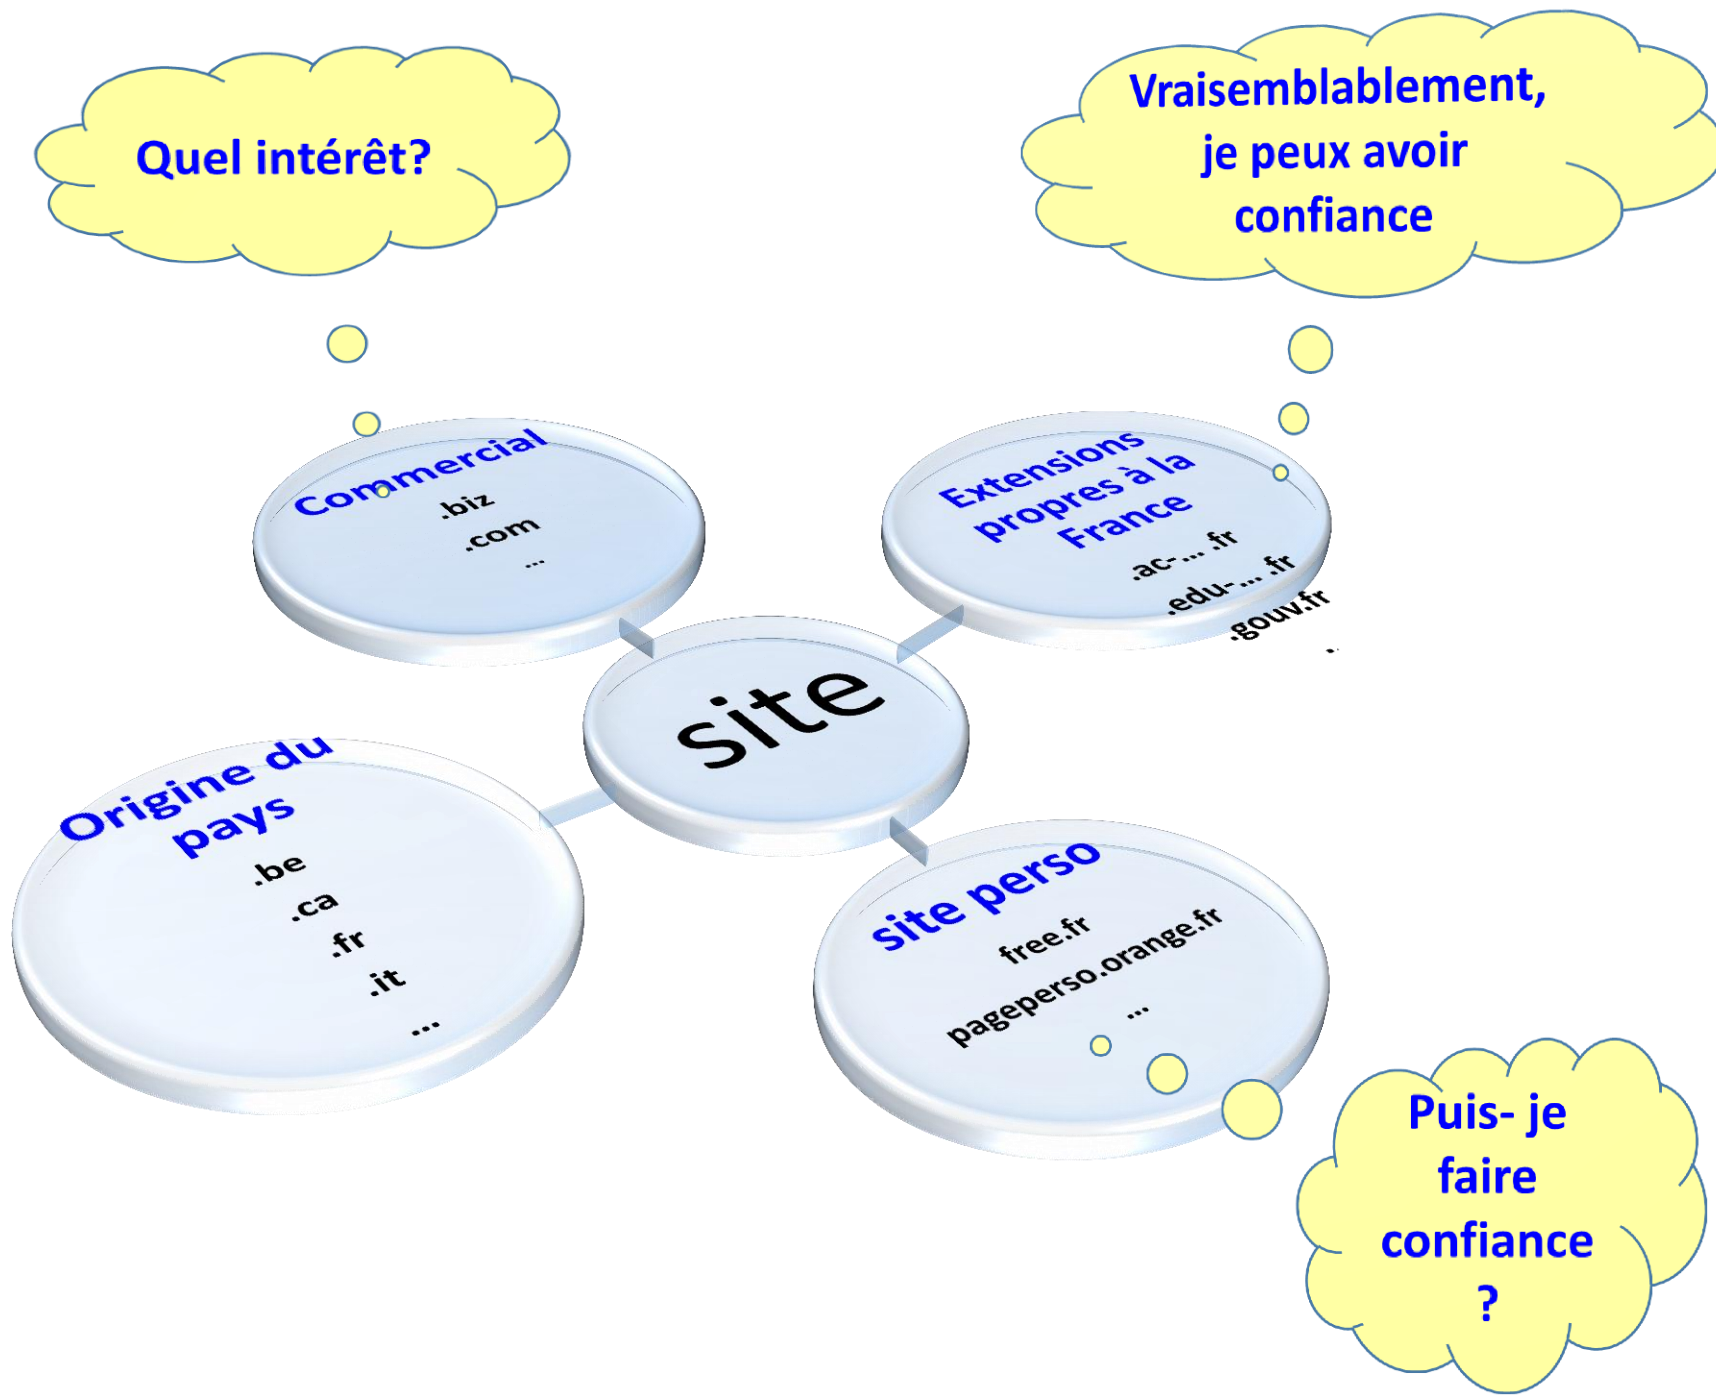 Quel intérêt?
Vraisemblablement,
je peux avoir
confiance
Commercial
.biz
.com
...
Extensions
propres à la
France
.ac-... .fr
.edu-... .fr
.gouv.fr
.
site
Origine du
pays
.be
.ca
.fr
.it
...
site perso
free.fr
pageperso.orange.fr
...
Puis- je
faire
confiance
?